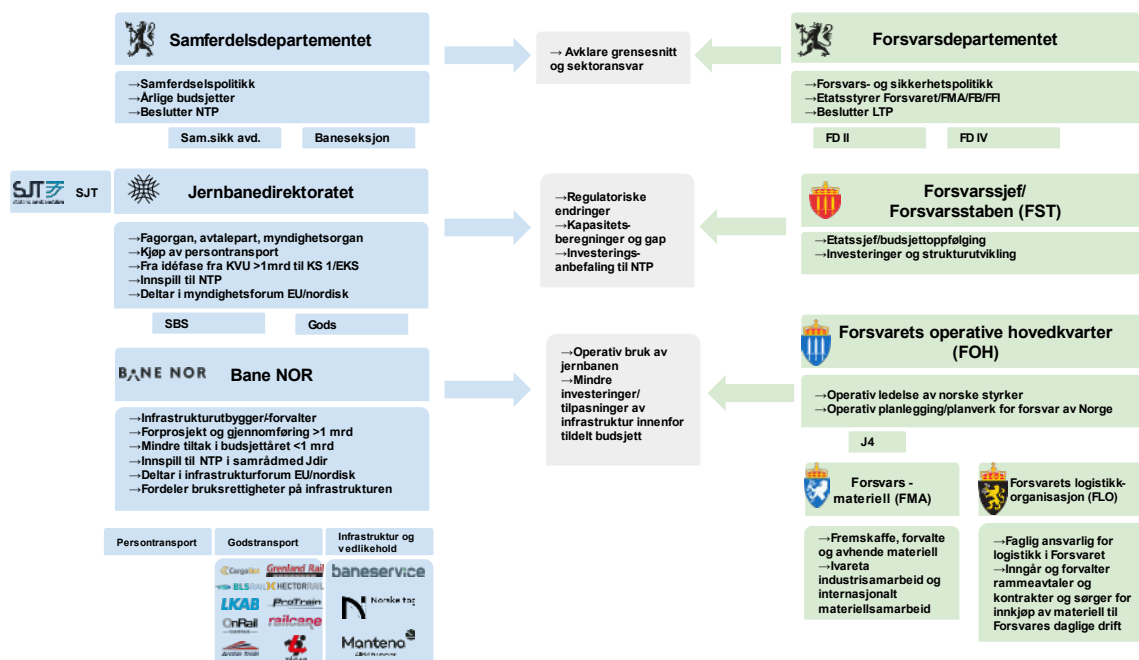 Samferdelsdepartementet
→Samferdselspolitikk
→Årlige budsjetter
→Beslutter NTP
Sam.sikk avd.
Baneseksjon
→ Avklare grensesnitt
og sektoransvar
Forsvarsdepartementet
→Forsvars- og sikkerhetspolitikk
→Etatsstyrer Forsvaret/FMA/FB/FFI
→Beslutter LTP
FD II
FD IV
SJT
SJT
Jernbanedirektoratet
→Fagorgan, avtalepart, myndighetsorgan
→Kjøp av persontransport
→Fra idéfase fra KVU >1mrd til KS 1/EKS
→Innspill til NTP
→Deltar i myndighetsforum EU/nordisk
SBS
Gods
→Regulatoriske
endringer
→Kapasitets-
beregninger og gap
→Investerings-
anbefaling til NTP
Forsvarssjef/
Forsvarsstaben (FST)
→Etatssjef/budsjettoppfølging
→Investeringer og strukturutvikling
BANE NOR
Bane NOR
→Infrastrukturutbygger/-forvalter
→Forprosjekt og gjennomføring >1 mrd
→Mindre tiltak i budsjettåret <1 mrd
→Innspill til NTP i samrådmed Jdir
→Deltar i infrastrukturforum EU/nordisk
→Fordeler bruksrettigheter på infrastrukturen
→Operativ bruk av
jernbanen
→Mindre
investeringer/
tilpasninger av
infrastruktur innenfor
tildelt budsjett
Forsvarets operative hovedkvarter
(FOH)
→Operativ ledelse av norske styrker
→Operativ planlegging/planverk for forsvar av Norge
J4
Forsvars -
materiell (FMA)
→Fremskaffe, forvalte
og avhende materiell
→Ivareta
industrisamarbeid og
internasjonalt
materiellsamarbeid
Forsvarets logistikk-
organisasjon (FLO)
→Faglig ansvarlig for
logistikk i Forsvaret
→Inngår og forvalter
rammeavtaler og
kontrakter og sørger for
innkjøp av materiell til
Forsvares daglige drift
Persontransport
Godstransport
Infrastruktur og
vedlikehold
CargoNet
Grenland Rail
BLSRAIL
HECTORRAIL
LKAB
ProTrain
OnRail
railcare
baneservice
Norske tog
Mantena